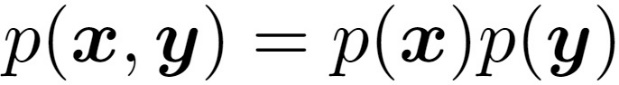 p(𝒙, 𝒚) = p(𝒙)p(𝒚)